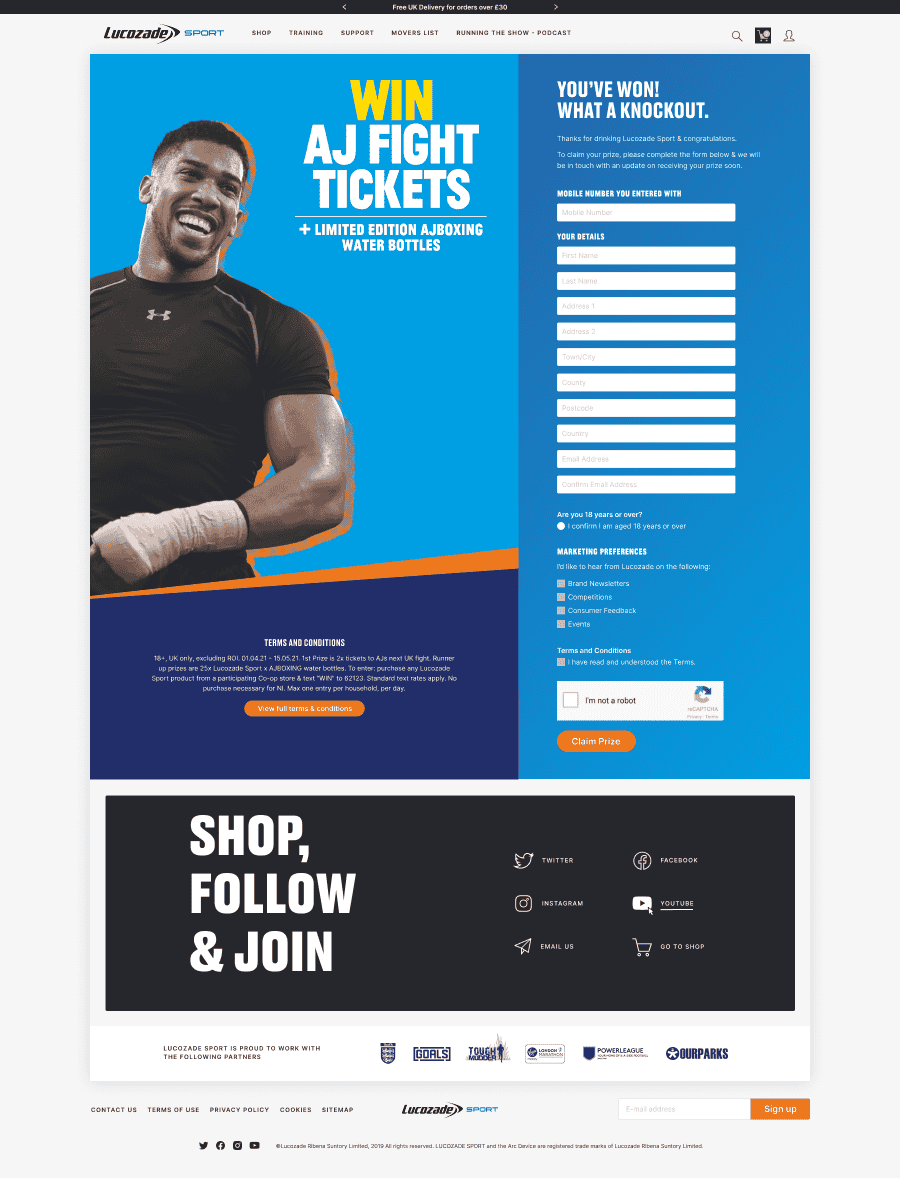 Free UK Delivery for orders over £30
Lucozade SPORT
SHOP TRAINING SUPPORT MOVERS LIST RUNNING THE SHOW - PODCAST
WIN
AJ FIGHT
TICKETS
+ LIMITED EDITION AJBOXING
WATER BOTTLES
TERMS AND CONDITIONS
18+, UK only, excluding ROI. 01.04.21 - 15.05.21. 1st Prize is 2x tickets to AJs next UK fight. Runner
up prizes are 25x Lucozade Sport x AJBOXING water bottles. To enter: purchase any Lucozade
Sport product from a participating Co-op store & text "WIN" to 62123. Standard text rates apply. No
purchase necessary for NI. Max one entry per household, per day.
View full terms & conditions
YOU'VE WON!
WHAT A KNOCKOUT.
Thanks for drinking Lucozade Sport & congratulations.
To claim your prize, please complete the form below & we will
be in touch with an update on receiving your prize soon.
MOBILE NUMBER YOU ENTERED WITH
Mobile Number
YOUR DETAILS
First Name
Last Name
Address 1
Address 2
Town/City
County
Postcode
Country
Email Address
Confirm Email Address
Are you 18 years or over?
I confirm I am aged 18 years or over
MARKETING PREFERENCES
I'd like to hear from Lucozade on the following:
Brand Newsletters
Competitions
Consumer Feedback
Events
Terms and Conditions
I have read and understood the Terms.
I'm not a robot
reCAPTCHA
Privacy - Terms
Claim Prize
SHOP,
FOLLOW
& JOIN
TWITTER
FACEBOOK
INSTAGRAM
YOUTUBE
EMAIL US
GO TO SHOP
LUCOZADE SPORT IS PROUD TO WORK WITH
THE FOLLOWING PARTNERS
GOALS
TOUGH
MUDDER
LONDON
MARATHON
POWERLEAGUE
OURPARKS
CONTACT US TERMS OF USE PRIVACY POLICY COOKIES SITEMAP
Lucozade SPORT
E-mail address
Sign up
©Lucozade Ribena Suntory Limited, 2019 All rights reserved. LUCOZADE SPORT and the Arc Device are registered trade marks of Lucozade Ribena Suntory Limited.